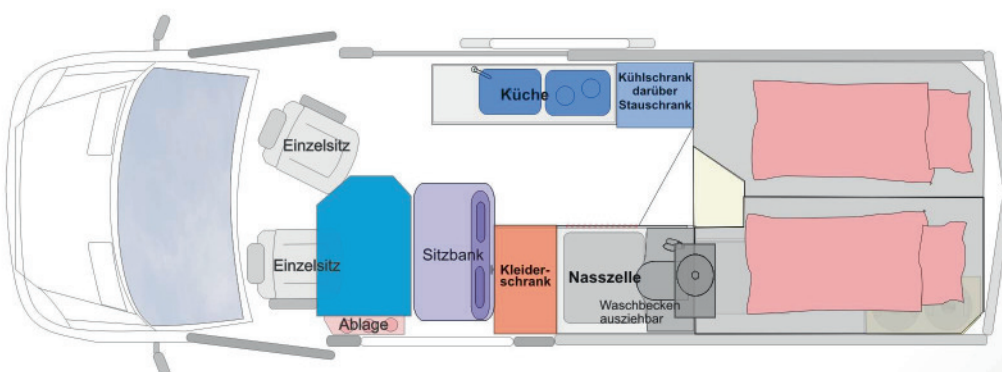 Einzelsitz
Küche
Kühlschrank
darüber
Stauschrank
Einzelsitz
Sitzbank
Kleider-
schrank
Nasszelle
Waschbecken
ausziehbar
Ablage